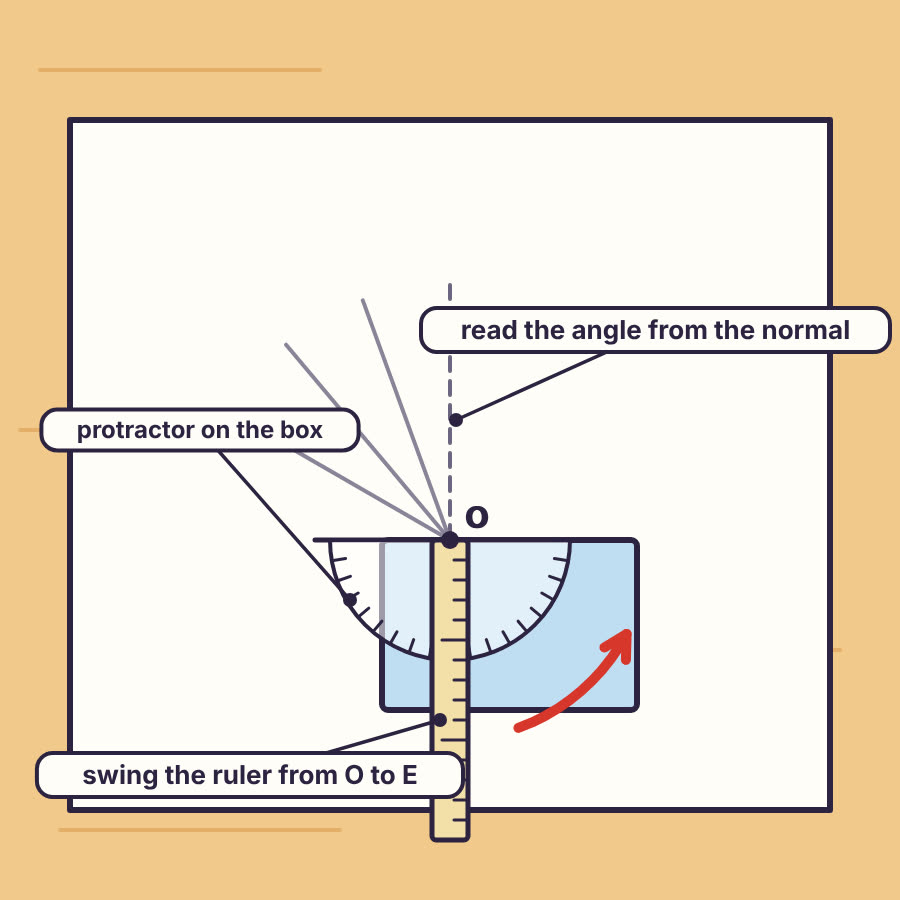 read the angle from the normal
protractor on the box
O
swing the ruler from O to E